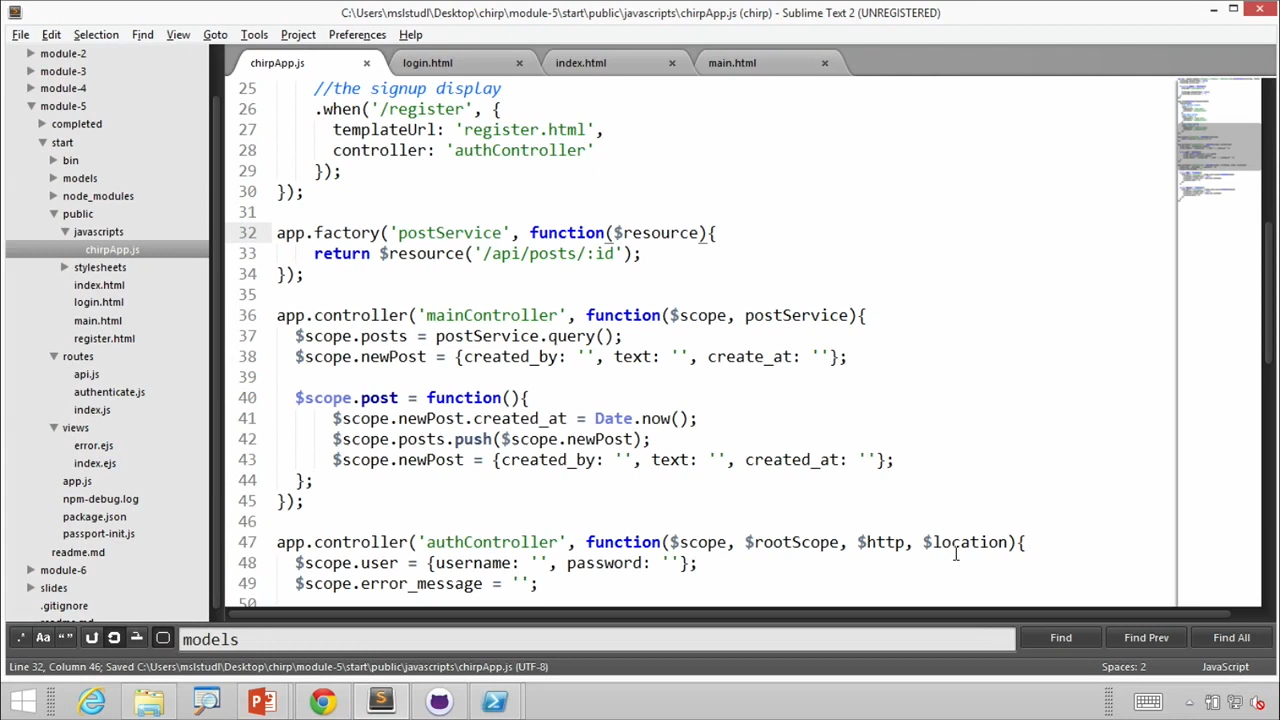 C:\Users\mslstudl\Desktop\chirp\module-5\start\public\javascripts\chirpApp.js (chirp) - Sublime Text 2 (UNREGISTERED)
File Edit Selection Find View Goto Tools Project Preferences Help
module-2
module-3
module-4
module-5
completed
start
bin
models
node_modules
public
javascripts
chirpApp.js
stylesheets
index.html
login.html
main.html
register.html
routes
api.js
authenticate.js
index.js
views
error.ejs
index.ejs
app.js
npm-debug.log
package.json
passport-init.js
readme.md
module-6
slides
.gitignore
readme.md
chirpApp.js × login.html × index.html × main.html ×
25 //the signup display
26 .when('/register', {
27 templateUrl: 'register.html',
28 controller: 'authController'
29 });
30 });
31
32 app.factory('postService', function($resource){
33 return $resource('/api/posts/:id');
34 });
35
36 app.controller('mainController', function($scope, postService){
37 $scope.posts = postService.query();
38 $scope.newPost = {created_by: '', text: '', create_at: ''};
39
40 $scope.post = function(){
41 $scope.newPost.created_at = Date.now();
42 $scope.posts.push($scope.newPost);
43 $scope.newPost = {created_by: '', text: '', created_at: ''};
44 };
45 });
46
47 app.controller('authController', function($scope, $rootScope, $http, $location){
48 $scope.user = {username: '', password: ''};
49 $scope.error_message = '';
50
.* Aa “” models Find Find Prev Find All
Line 32, Column 46; Saved C:\Users\mslstudl\Desktop\chirp\module-5\start\public\javascripts\chirpApp.js (UTF-8) Spaces: 2 JavaScript